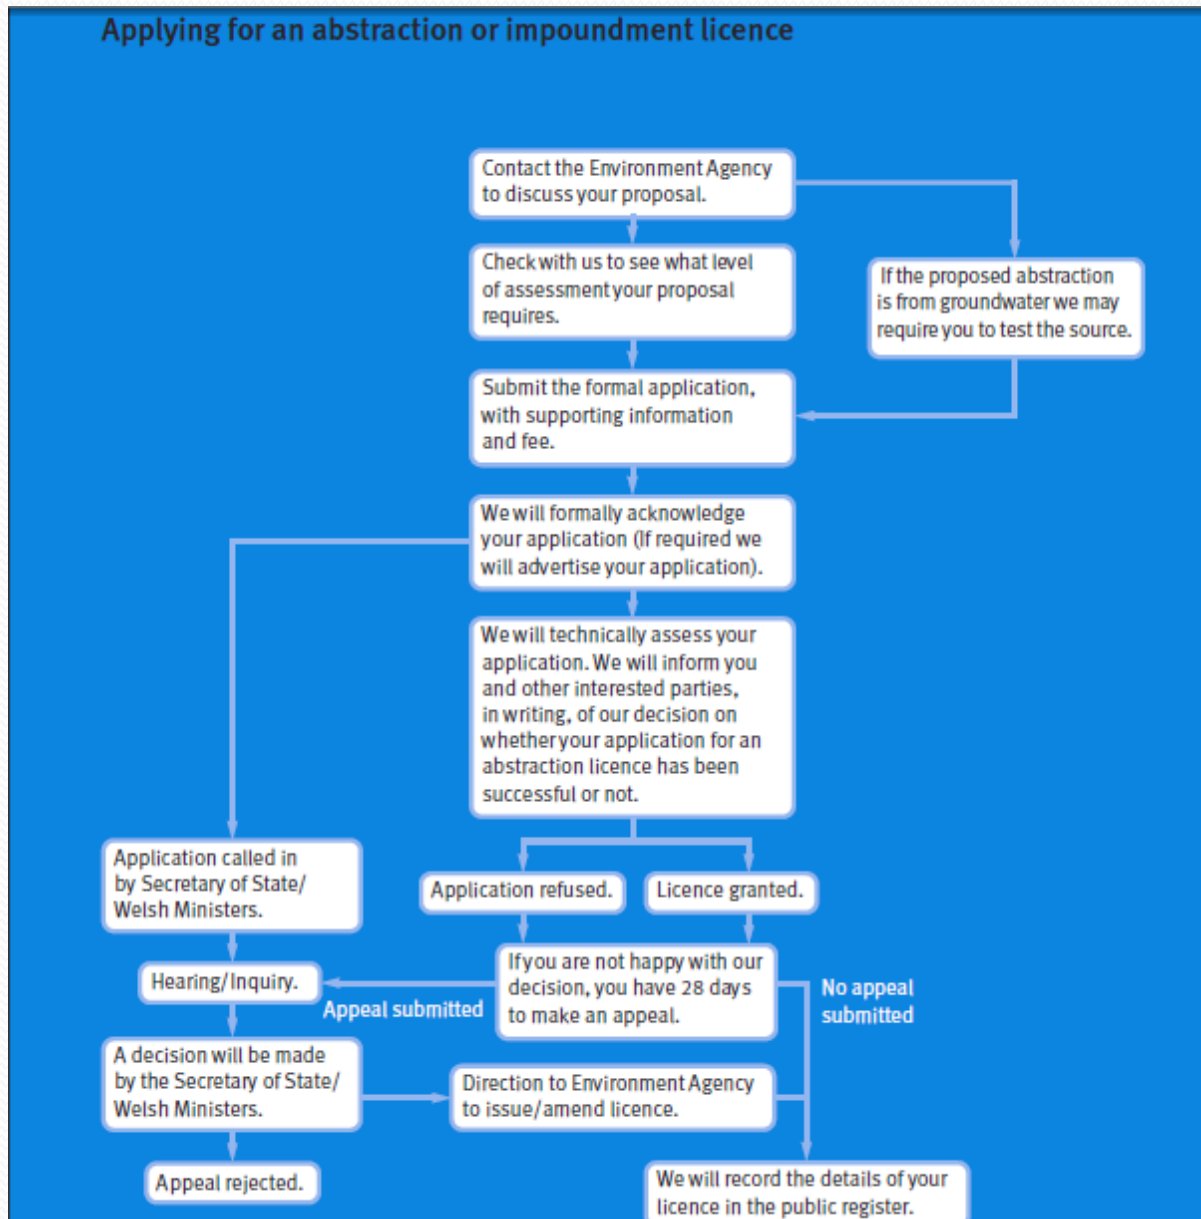 Applying for an abstraction or impoundment licence
Contact the Environment Agency
to discuss your proposal.
Check with us to see what level
of assessment your proposal
requires.
If the proposed abstraction
is from groundwater we may
require you to test the source.
Submit the formal application,
with supporting information
and fee.
We will formally acknowledge
your application (If required we
will advertise your application).
We will technically assess your
application. We will inform you
and other interested parties,
in writing, of our decision on
whether your application for an
abstraction licence has been
successful or not.
Application called in
by Secretary of State/
Welsh Ministers.
Application refused.
Licence granted.
Hearing/Inquiry.
Appeal submitted
If you are not happy with our
decision, you have 28 days
to make an appeal.
No appeal
submitted
A decision will be made
by the Secretary of State/
Welsh Ministers.
Direction to Environment Agency
to issue/amend licence.
Appeal rejected.
We will record the details of your
licence in the public register.